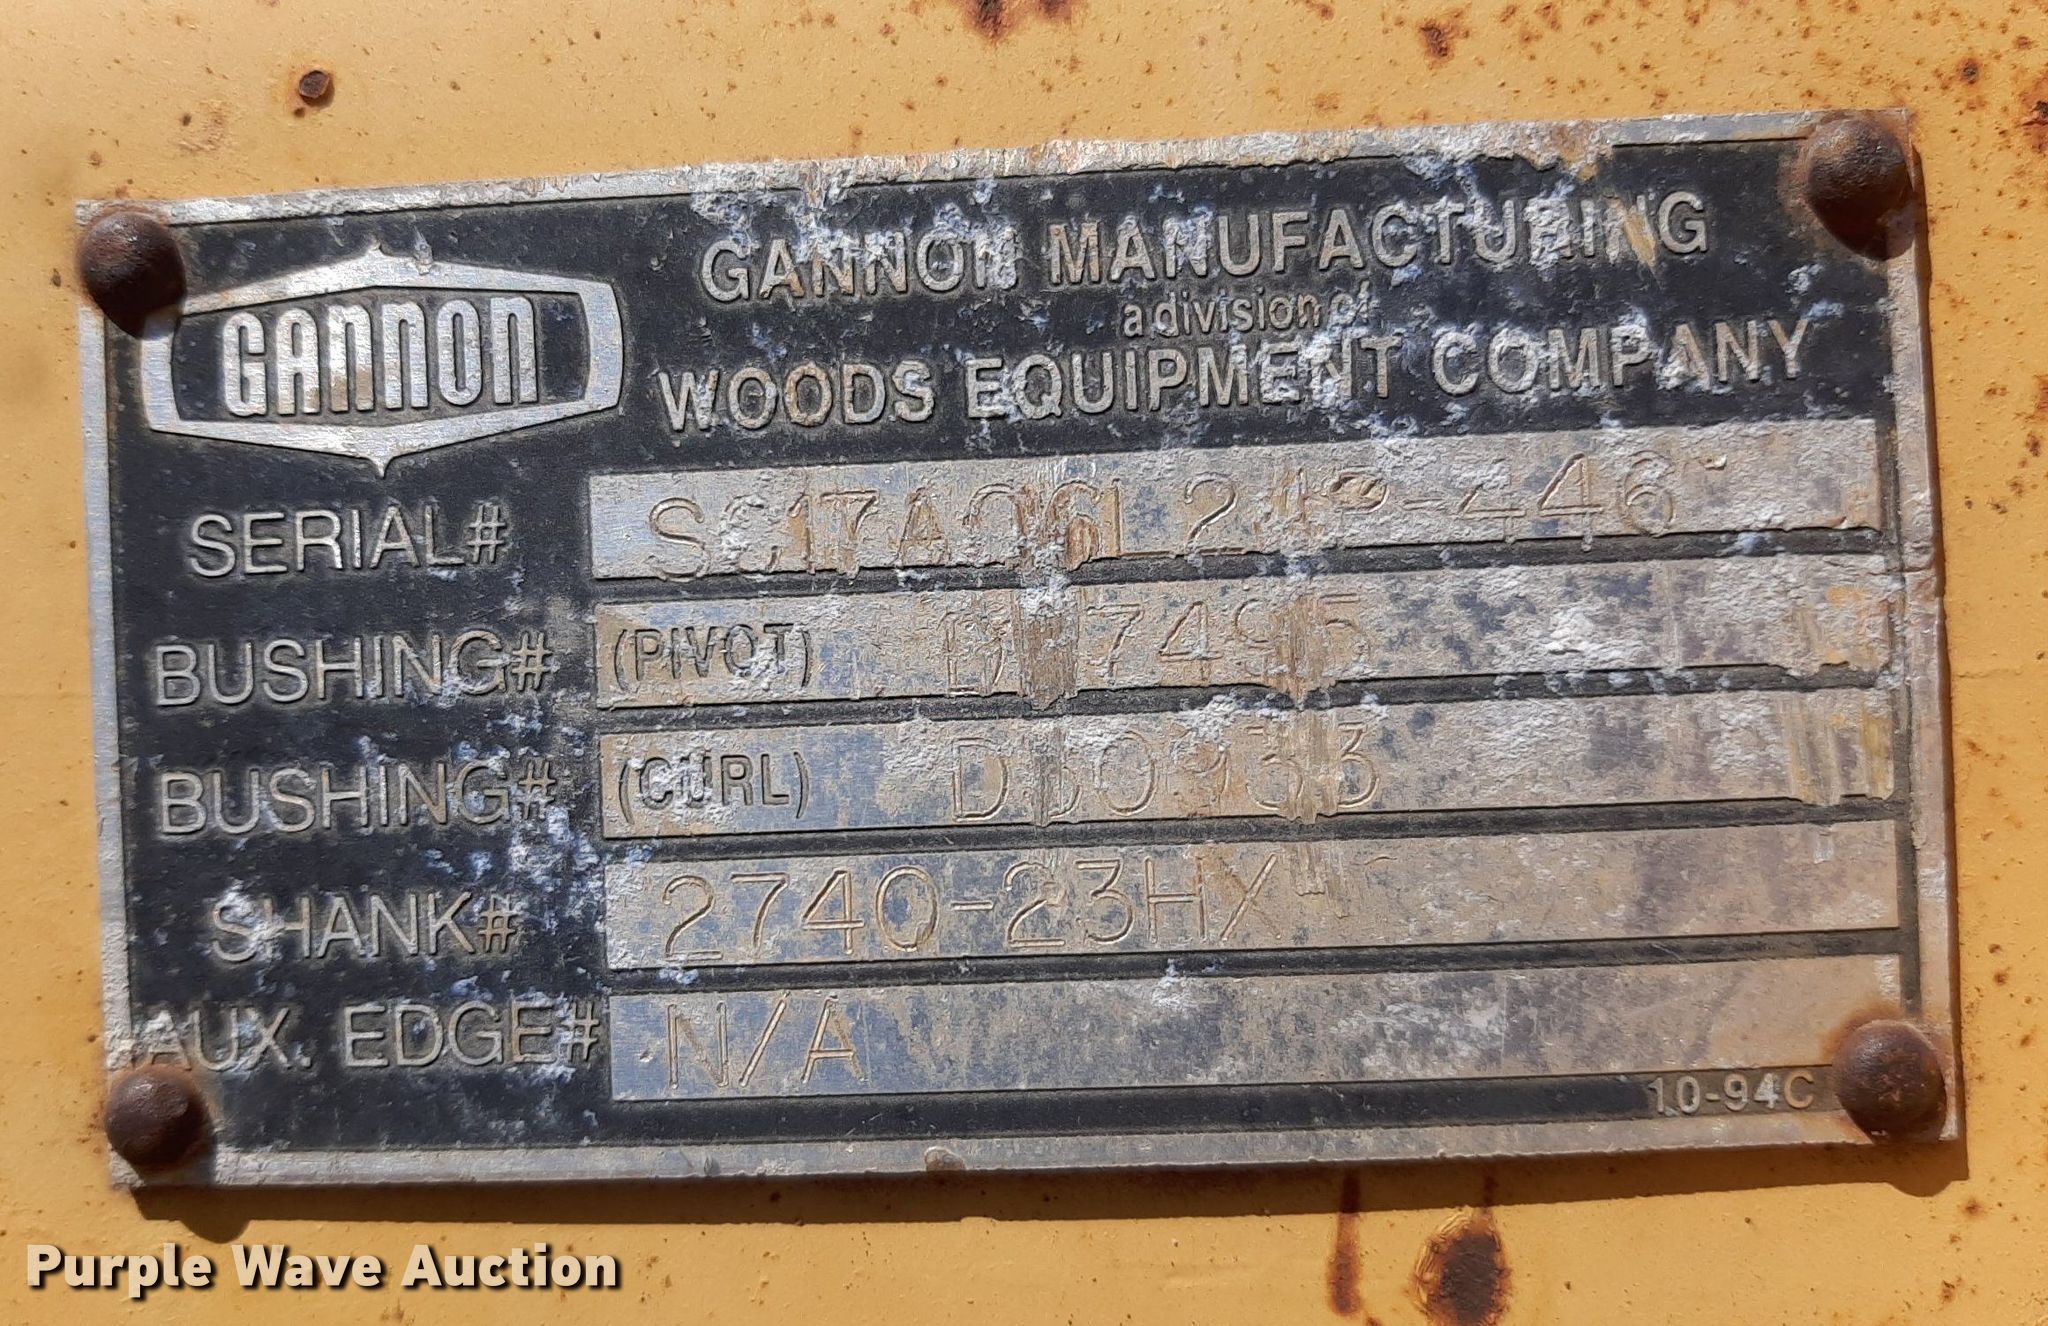 GANNON
GANNON MANUFACTURING
a division of
WOODS EQUIPMENT COMPANY
SERIAL#
BUSHING# (PIVOT)
BUSHING# (CURL)
SHANK# 2740-23HX
AUX. EDGE# N/A
10-94C
Purple Wave Auction